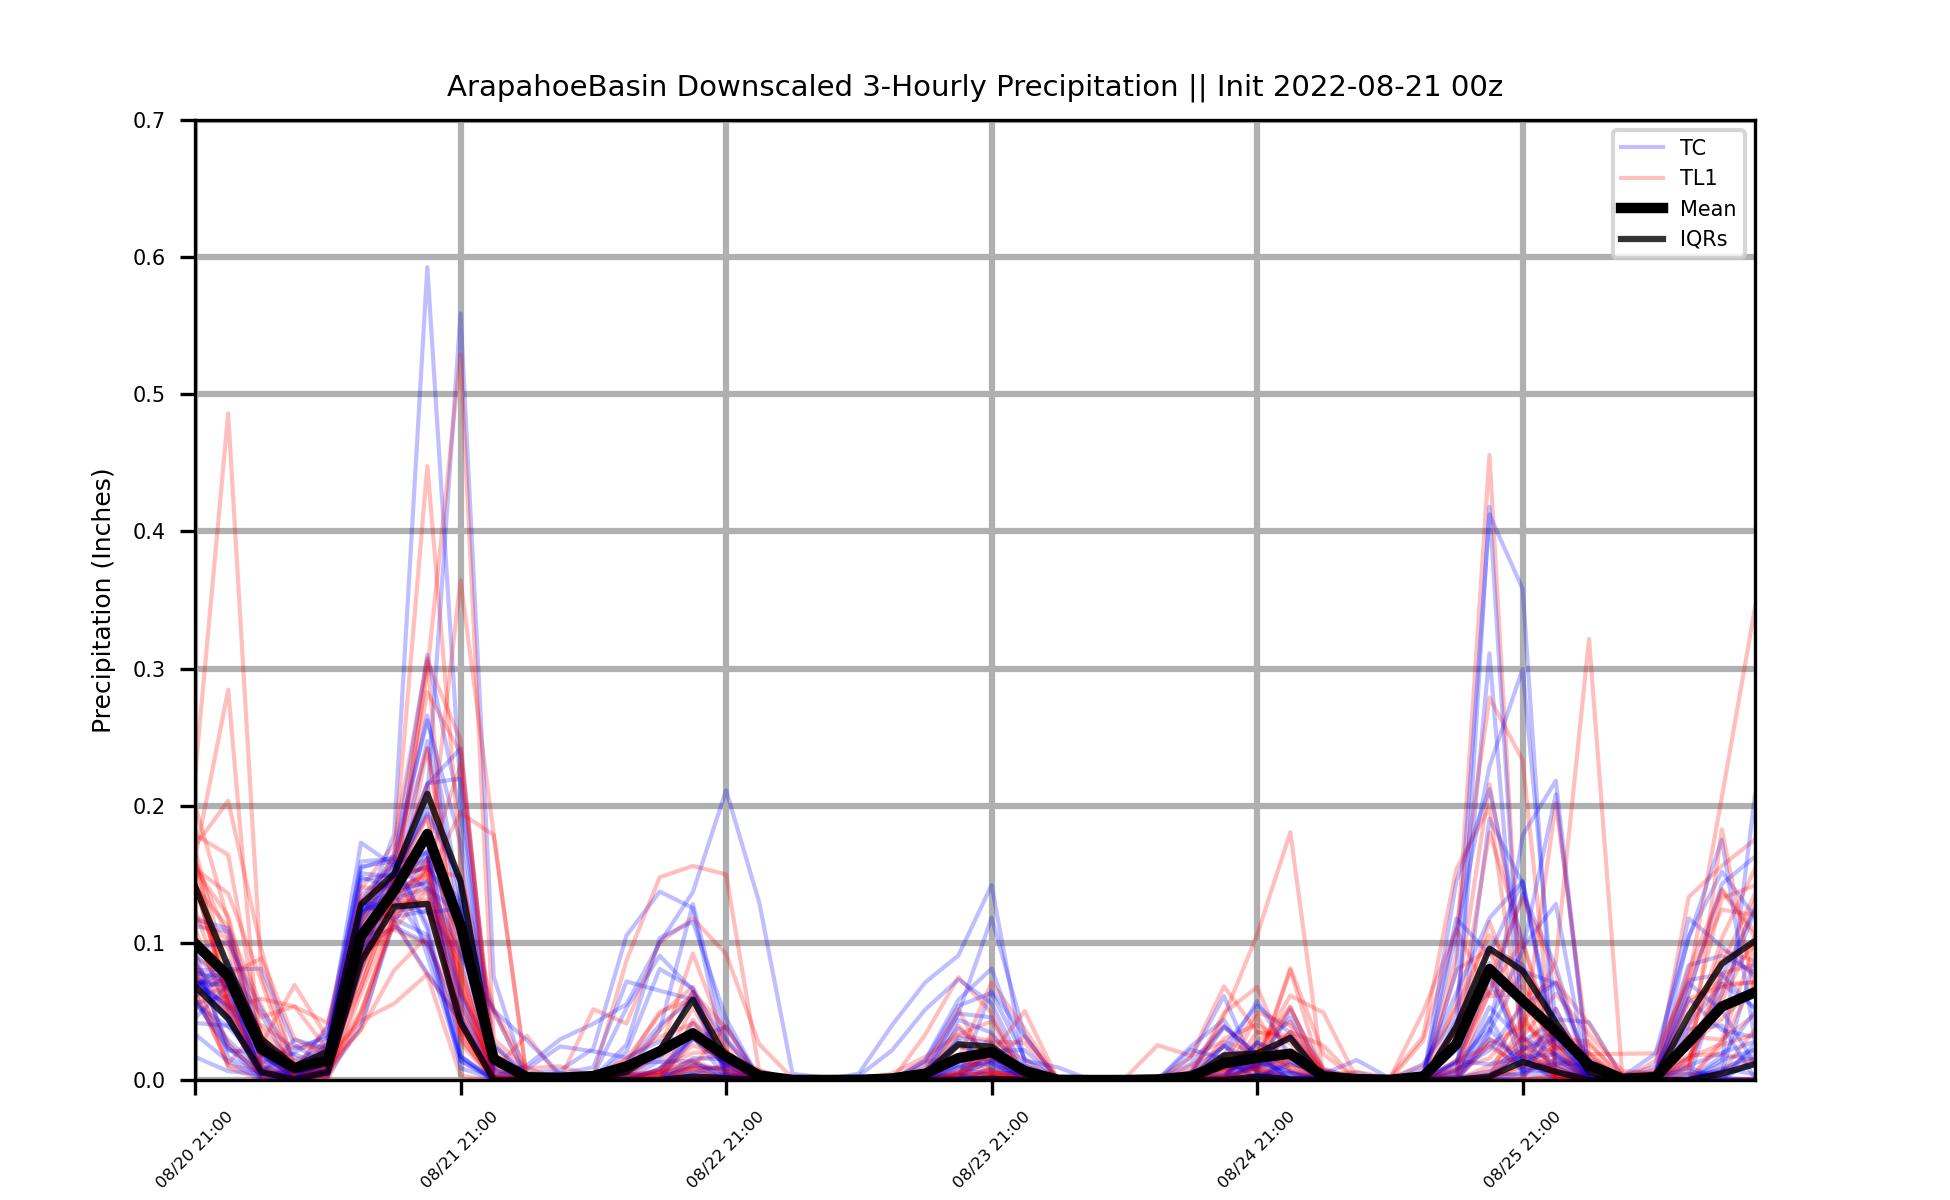 ArapahoeBasin Downscaled 3-Hourly Precipitation || Init 2022-08-21 00z
0.7
0.6
0.5
0.4
0.3
0.2
0.1
0.0
Precipitation (Inches)
TC
TL1
Mean
IQRs
08/20 21:00
08/21 21:00
08/22 21:00
08/23 21:00
08/24 21:00
08/25 21:00